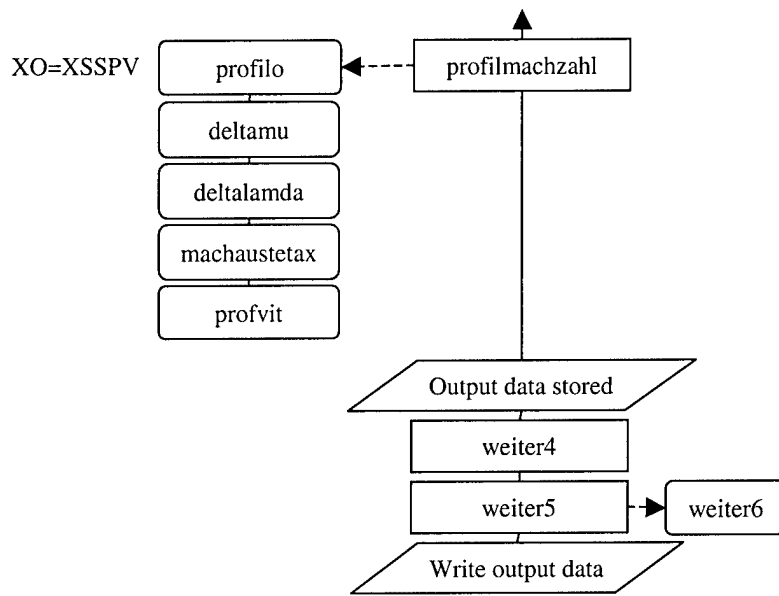 XO=XSSPV
profilo
profilmachzahl
deltamu
deltalamda
machaustetax
profvit
Output data stored
weiter4
weiter5
weiter6
Write output data